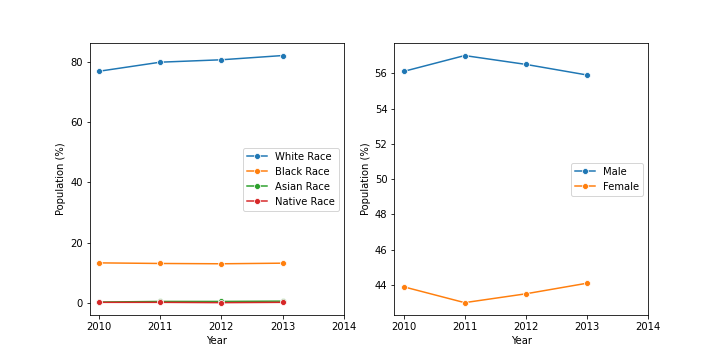 Population (%)
80
60
40
20
0
2010 2011 2012 2013 2014
Year
White Race
Black Race
Asian Race
Native Race
Population (%)
56
54
52
50
48
46
44
2010 2011 2012 2013 2014
Year
Male
Female